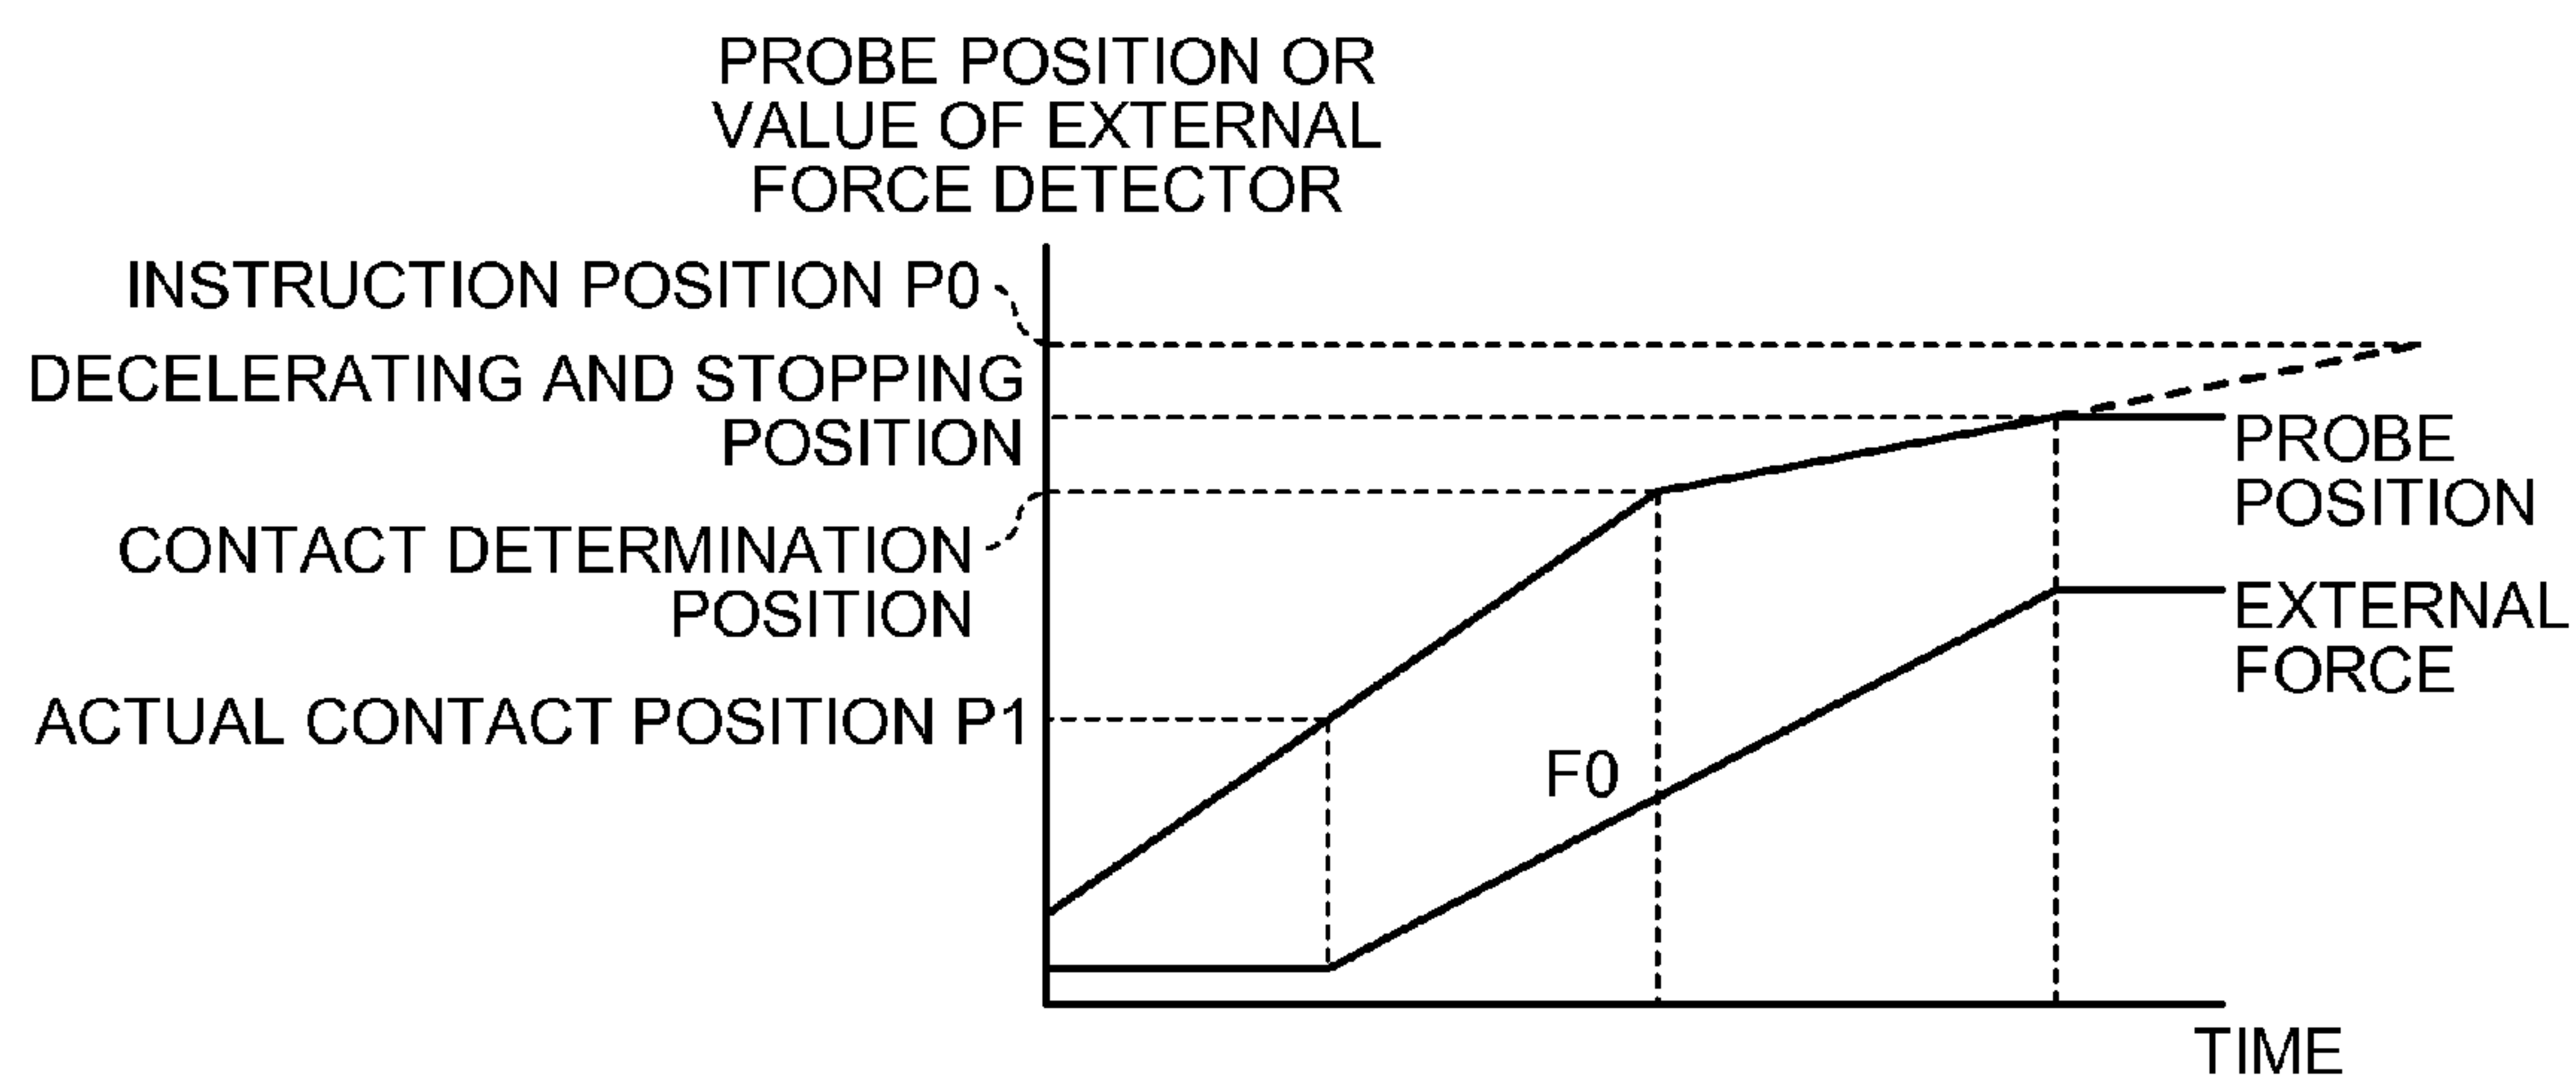 PROBE POSITION OR
VALUE OF EXTERNAL
FORCE DETECTOR
INSTRUCTION POSITION P0
DECELERATING AND STOPPING
POSITION
CONTACT DETERMINATION
POSITION
ACTUAL CONTACT POSITION P1
PROBE
POSITION
EXTERNAL
FORCE
F0
TIME